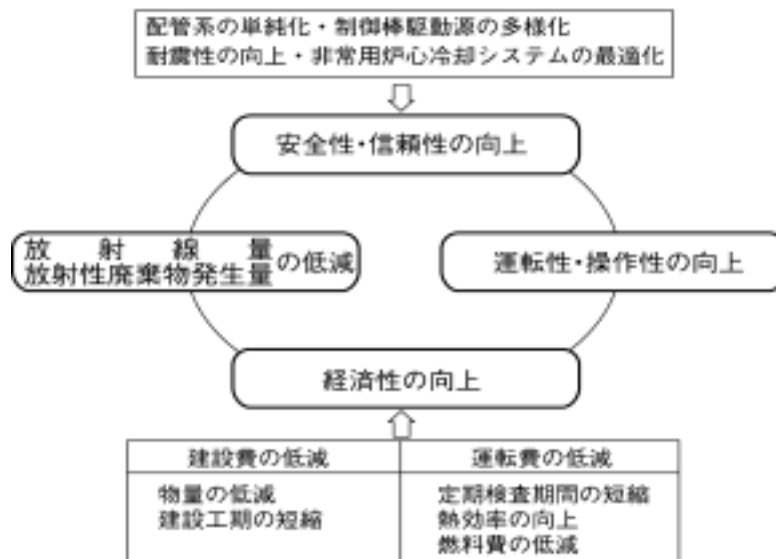 配管系の単純化・制御棒駆動源の多様化
耐震性の向上・非常用炉心冷却システムの最適化
安全性・信頼性の向上
放射線量
放射性廃棄物発生量
の低減
運転性・操作性の向上
経済性の向上
建設費の低減
物量の低減
建設工期の短縮
運転費の低減
定期検査期間の短縮
熱効率の向上
燃料費の低減